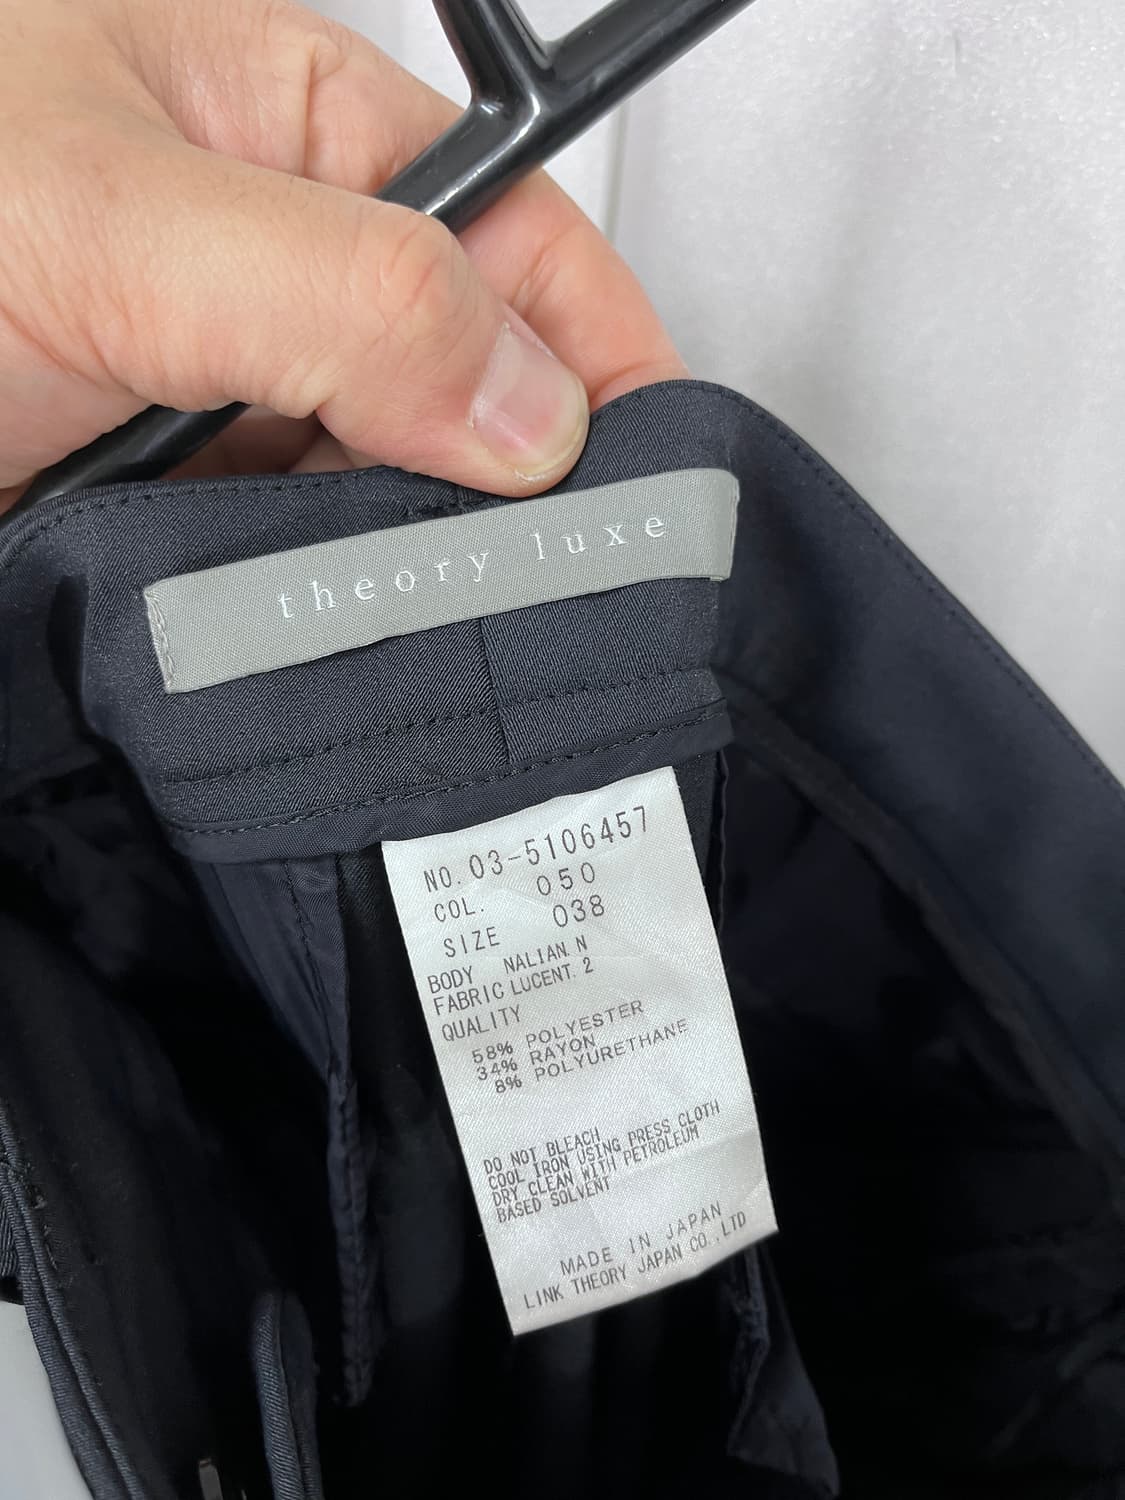 theory luxe
NO. 03-5106457
COL. 050
SIZE 038
BODY NALIAN N
FABRIC LUCENT. 2
QUALITY
58% POLYESTER
34% RAYON
8% POLYURETHANE
DO NOT BLEACH
COOL IRON USING PRESS CLOTH
DRY CLEAN WITH PETROLEUM
BASED SOLVENT
MADE IN JAPAN
LINK THEORY JAPAN CO.,LTD